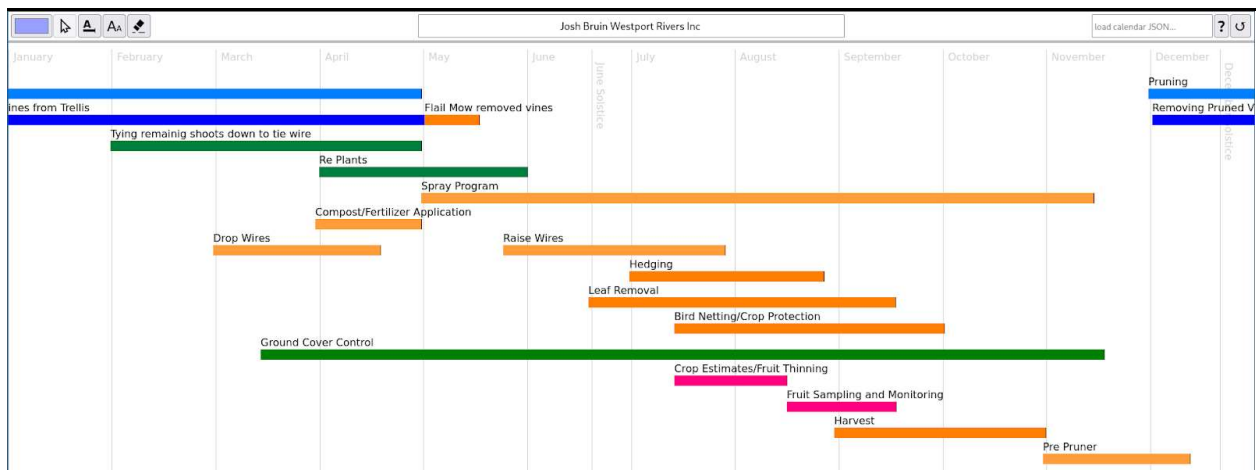 A
AA
Josh Bruin Westport Rivers Inc
load calendar JSON...
?
January
February
March
April
May
June
June Solstice
July
August
September
October
November
December
December Solstice
Pruning
ines from Trellis
Flail Mow removed vines
Removing Pruned V
Tying remainig shoots down to tie wire
Re Plants
Spray Program
Compost/Fertilizer Application
Drop Wires
Raise Wires
Hedging
Leaf Removal
Bird Netting/Crop Protection
Ground Cover Control
Crop Estimates/Fruit Thinning
Fruit Sampling and Monitoring
Harvest
Pre Pruner